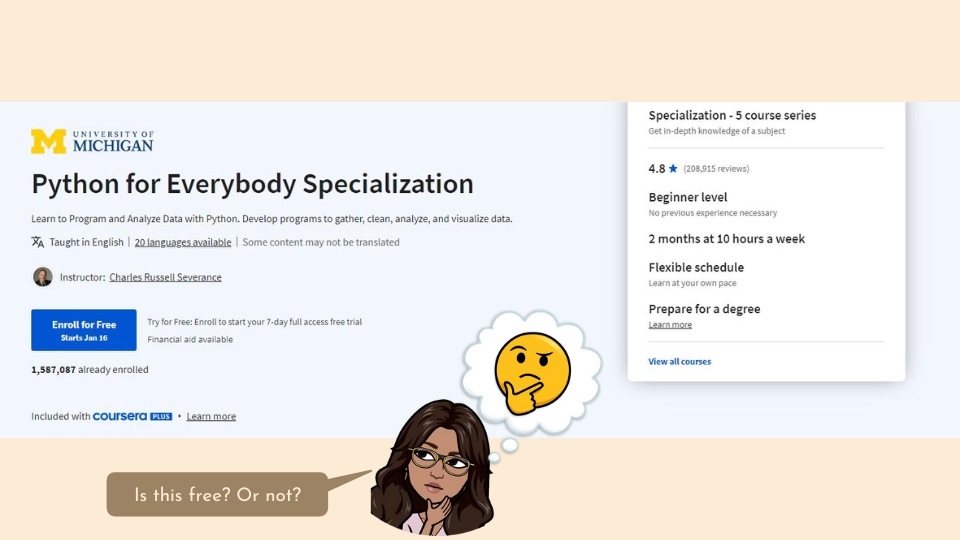 UNIVERSITY OF
MICHIGAN
Python for Everybody Specialization
Learn to Program and Analyze Data with Python. Develop programs to gather, clean, analyze, and visualize data.
Taught in English | 20 languages available | Some content may not be translated
Instructor: Charles Russell Severance
Enroll for Free
Starts Jan 16
Try for Free: Enroll to start your 7-day full access free trial
Financial aid available
1,587,087 already enrolled
Included with coursera PLUS • Learn more
Specialization - 5 course series
Get in-depth knowledge of a subject
4.8 ★ (208,915 reviews)
Beginner level
No previous experience necessary
2 months at 10 hours a week
Flexible schedule
Learn at your own pace
Prepare for a degree
Learn more
View all courses
Is this free? Or not?